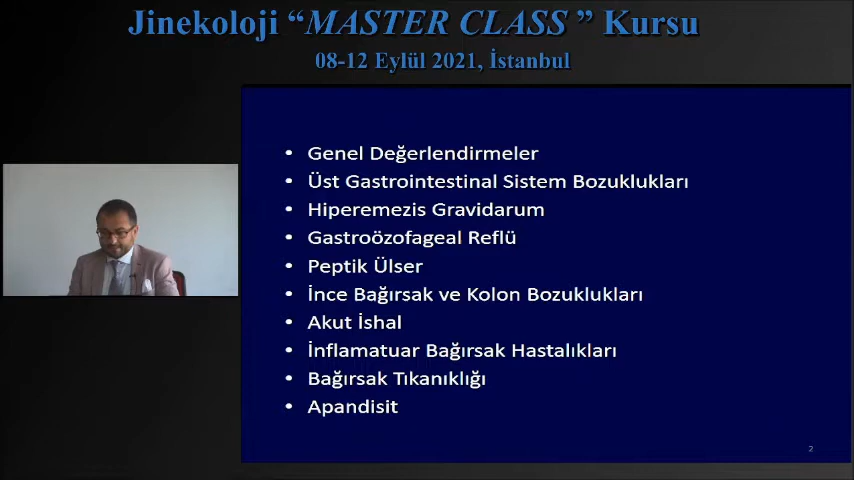 Jinekoloji “MASTER CLASS ” Kursu
08-12 Eylül 2021, İstanbul
• Genel Değerlendirmeler
• Üst Gastrointestinal Sistem Bozuklukları
• Hiperemezis Gravidarum
• Gastroözofageal Reflü
• Peptik Ülser
• İnce Bağırsak ve Kolon Bozuklukları
• Akut İshal
• İnflamatuar Bağırsak Hastalıkları
• Bağırsak Tıkanıklığı
• Apandisit
2